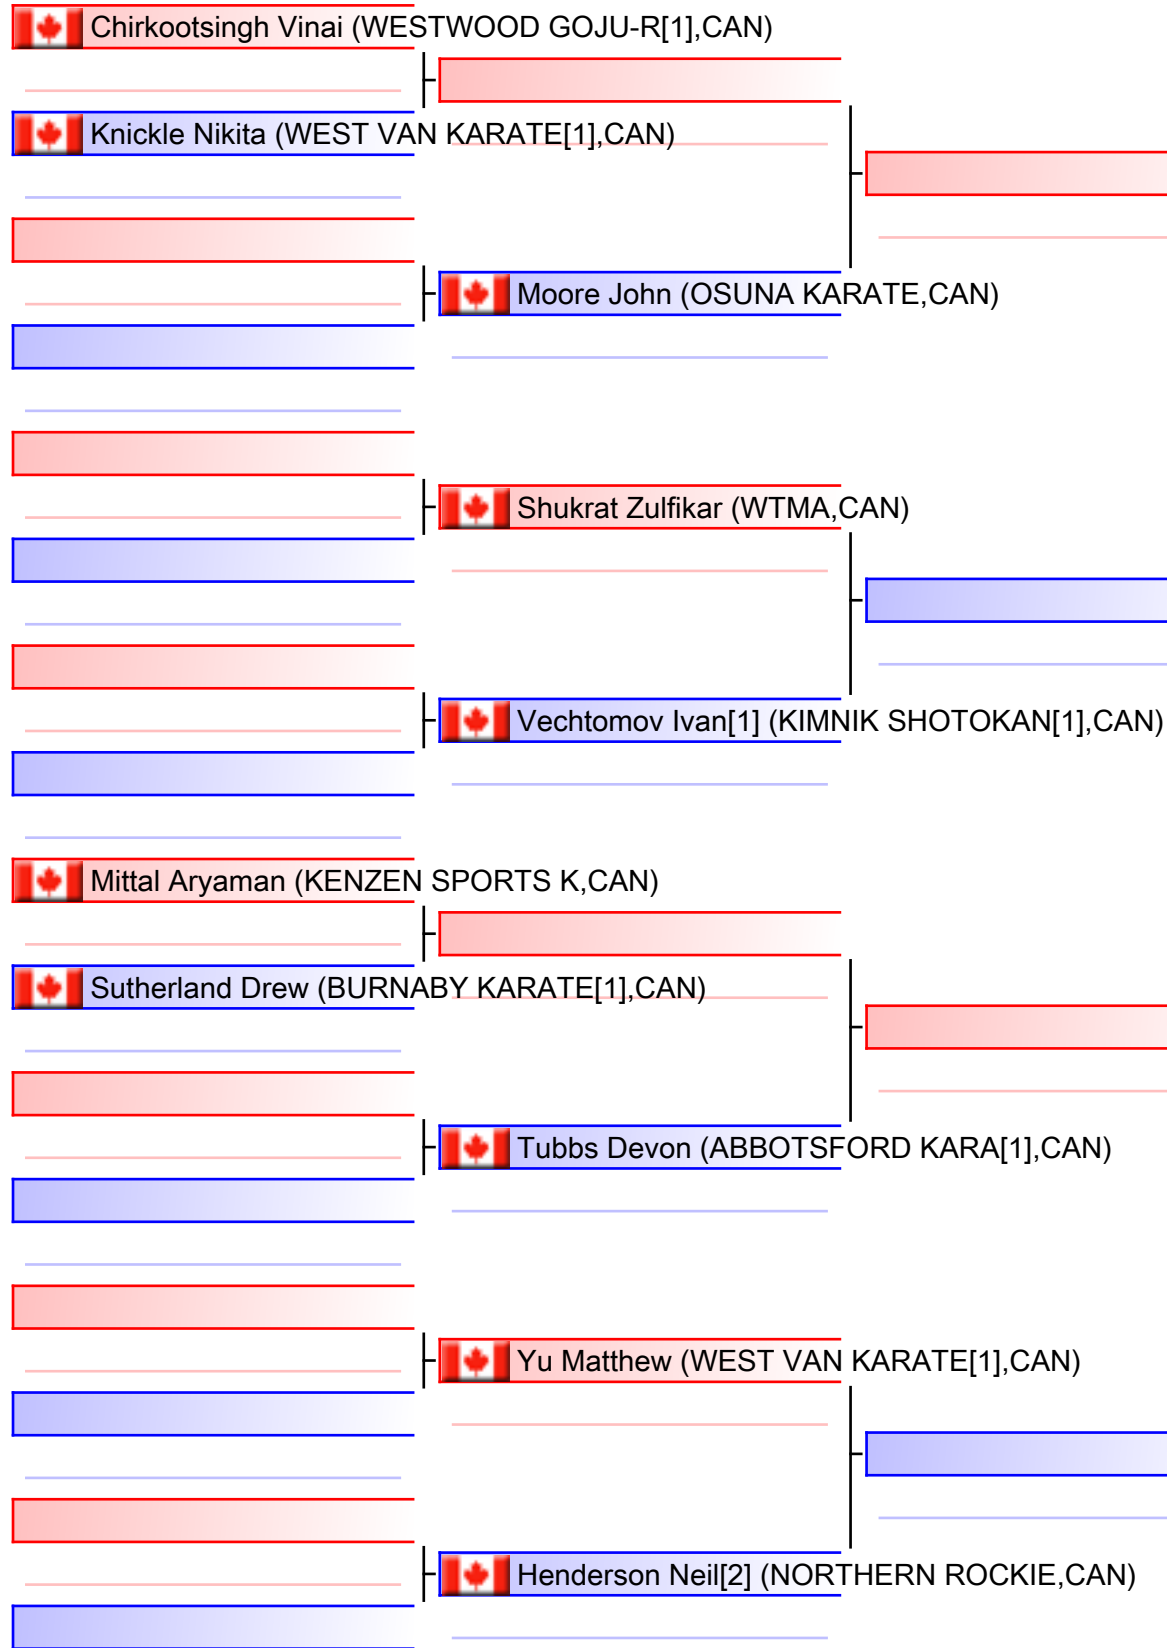 Chirkootsingh Vinai (WESTWOOD GOJU-R[1],CAN)
Knickle Nikita (WEST VAN KARATE[1],CAN)
Moore John (OSUNA KARATE,CAN)
Shukrat Zulfikar (WTMA,CAN)
Vechtomov Ivan[1] (KIMNIK SHOTOKAN[1],CAN)
Mittal Aryaman (KENZEN SPORTS K,CAN)
Sutherland Drew (BURNABY KARATE[1],CAN)
Tubbs Devon (ABBOTSFORD KARA[1],CAN)
Yu Matthew (WEST VAN KARATE[1],CAN)
Henderson Neil[2] (NORTHERN ROCKIE,CAN)